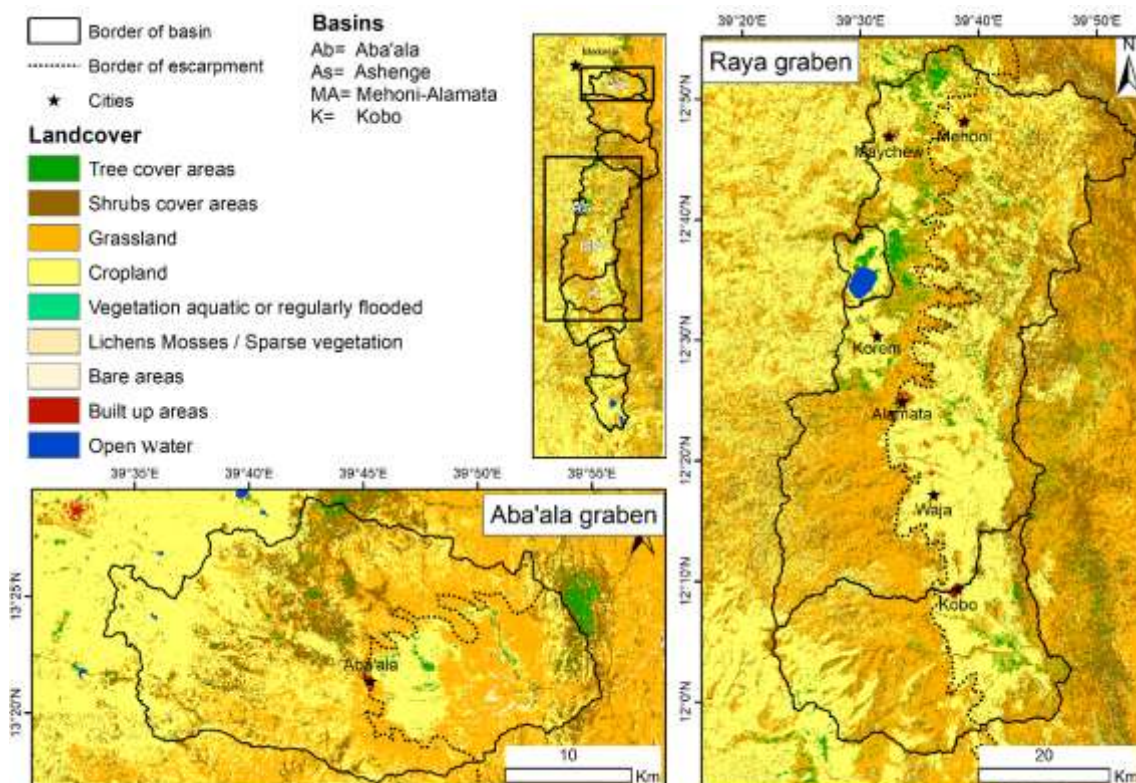 Border of basin
Border of escarpment
Cities
Landcover
Tree cover areas
Shrubs cover areas
Grassland
Cropland
Vegetation aquatic or regularly flooded
Lichens Mosses / Sparse vegetation
Bare areas
Built up areas
Open Water
Basins
Ab= Aba'ala
As= Ashenge
MA= Mehoni-Alamata
K= Kobo
39°20'E 39°30'E 39°40'E 39°50'E
Raya graben
N
12°50'N
12°40'N
12°30'N
12°20'N
12°10'N
12°0'N
Mehoni
Maychew
Korem
Alamata
Waja
Kobo
20
Km
39°35'E 39°40'E 39°45'E 39°50'E 39°55'E
Aba'ala graben
13°25'N
13°20'N
Aba'ala
10
Km